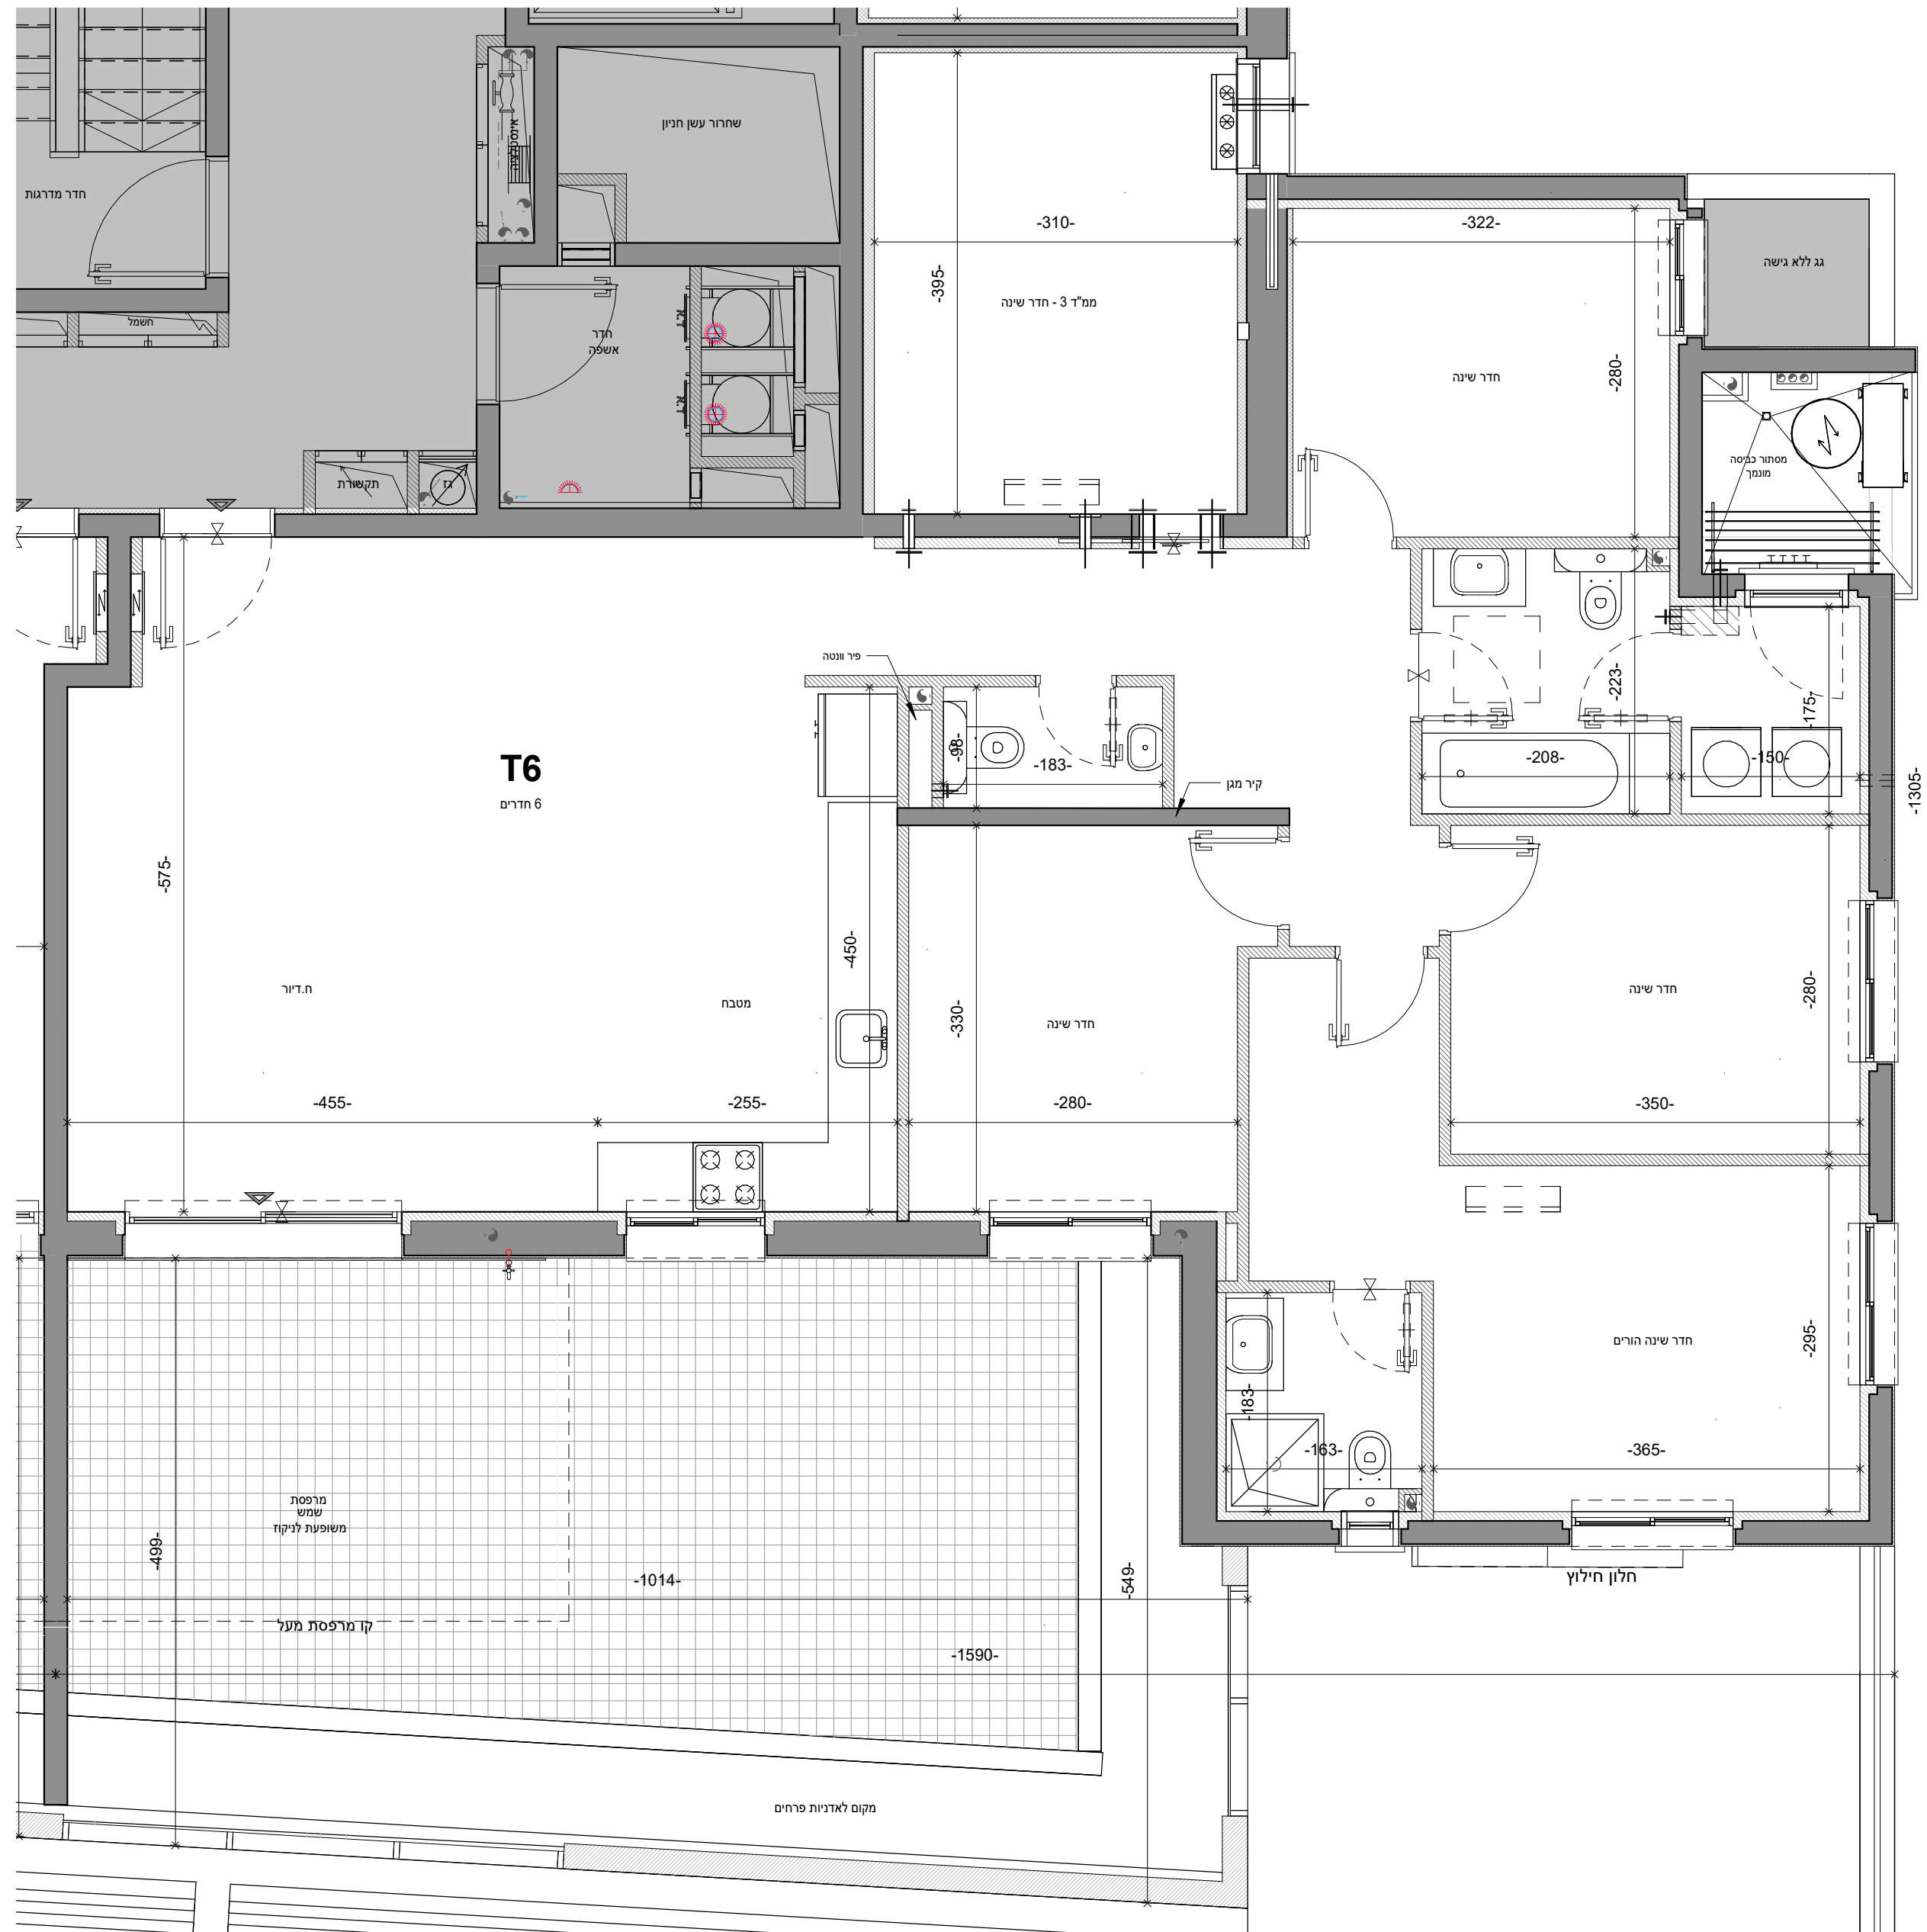 שחרור עשן חניון
אינסטלציה
חדר מדרגות
-310-
-322-
גג ללא גישה
-395-
ממ"ד 3 - חדר שינה
חשמל
חדר
אשפה
א.ד
חדר שינה
-280-
א.ד
מסתור כביסה
מונמך
תקשורת
גז
פיר וונטה
-223-
-175-
-98-
-183-
-208-
-150-
קיר מגן
-1305-
T6
6 חדרים
-575-
-450-
ח.דיור
מטבח
-330-
חדר שינה
חדר שינה
-280-
-455-
-255-
-280-
-350-
חדר שינה הורים
-295-
-183-
-163-
-365-
מרפסת
שמש
משופעת לניקוז
-499-
-1014-
-549-
חלון חילוץ
קו מרפסת מעל
-1590-
מקום לאדניות פרחים